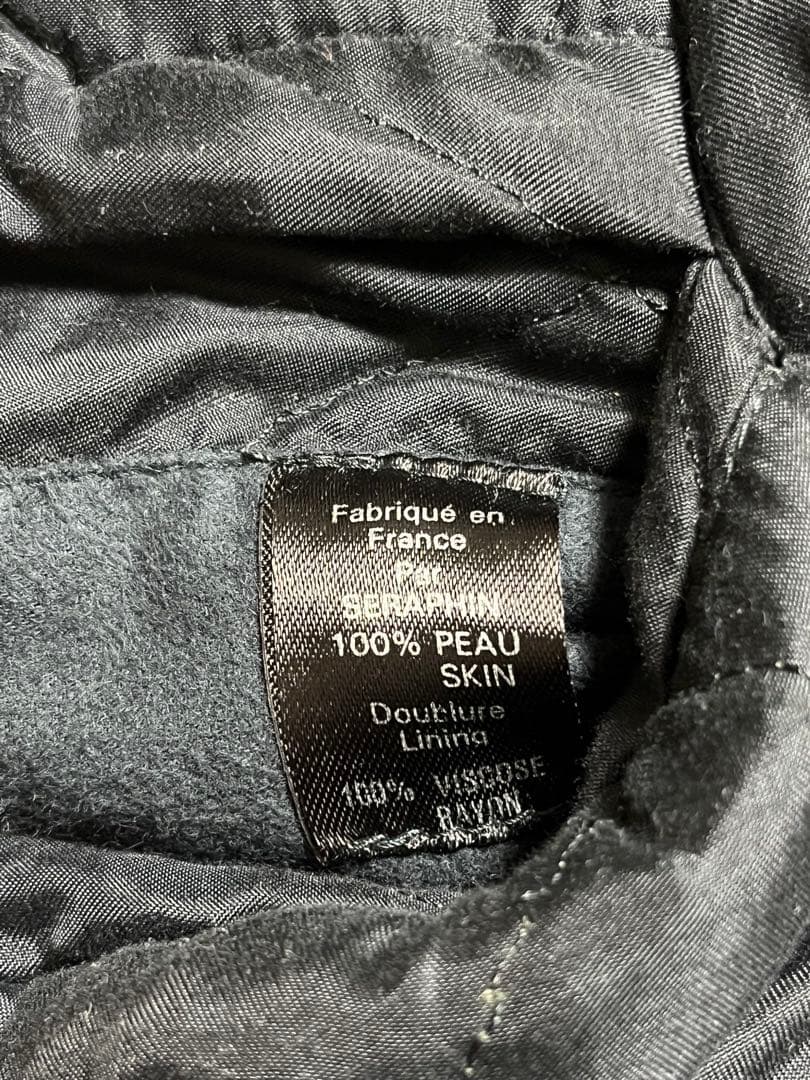 Fabriqué en
France
Par
SERAPHIN
100% PEAU
SKIN
Doublure
Lining
100% VISCOSE
RAYON